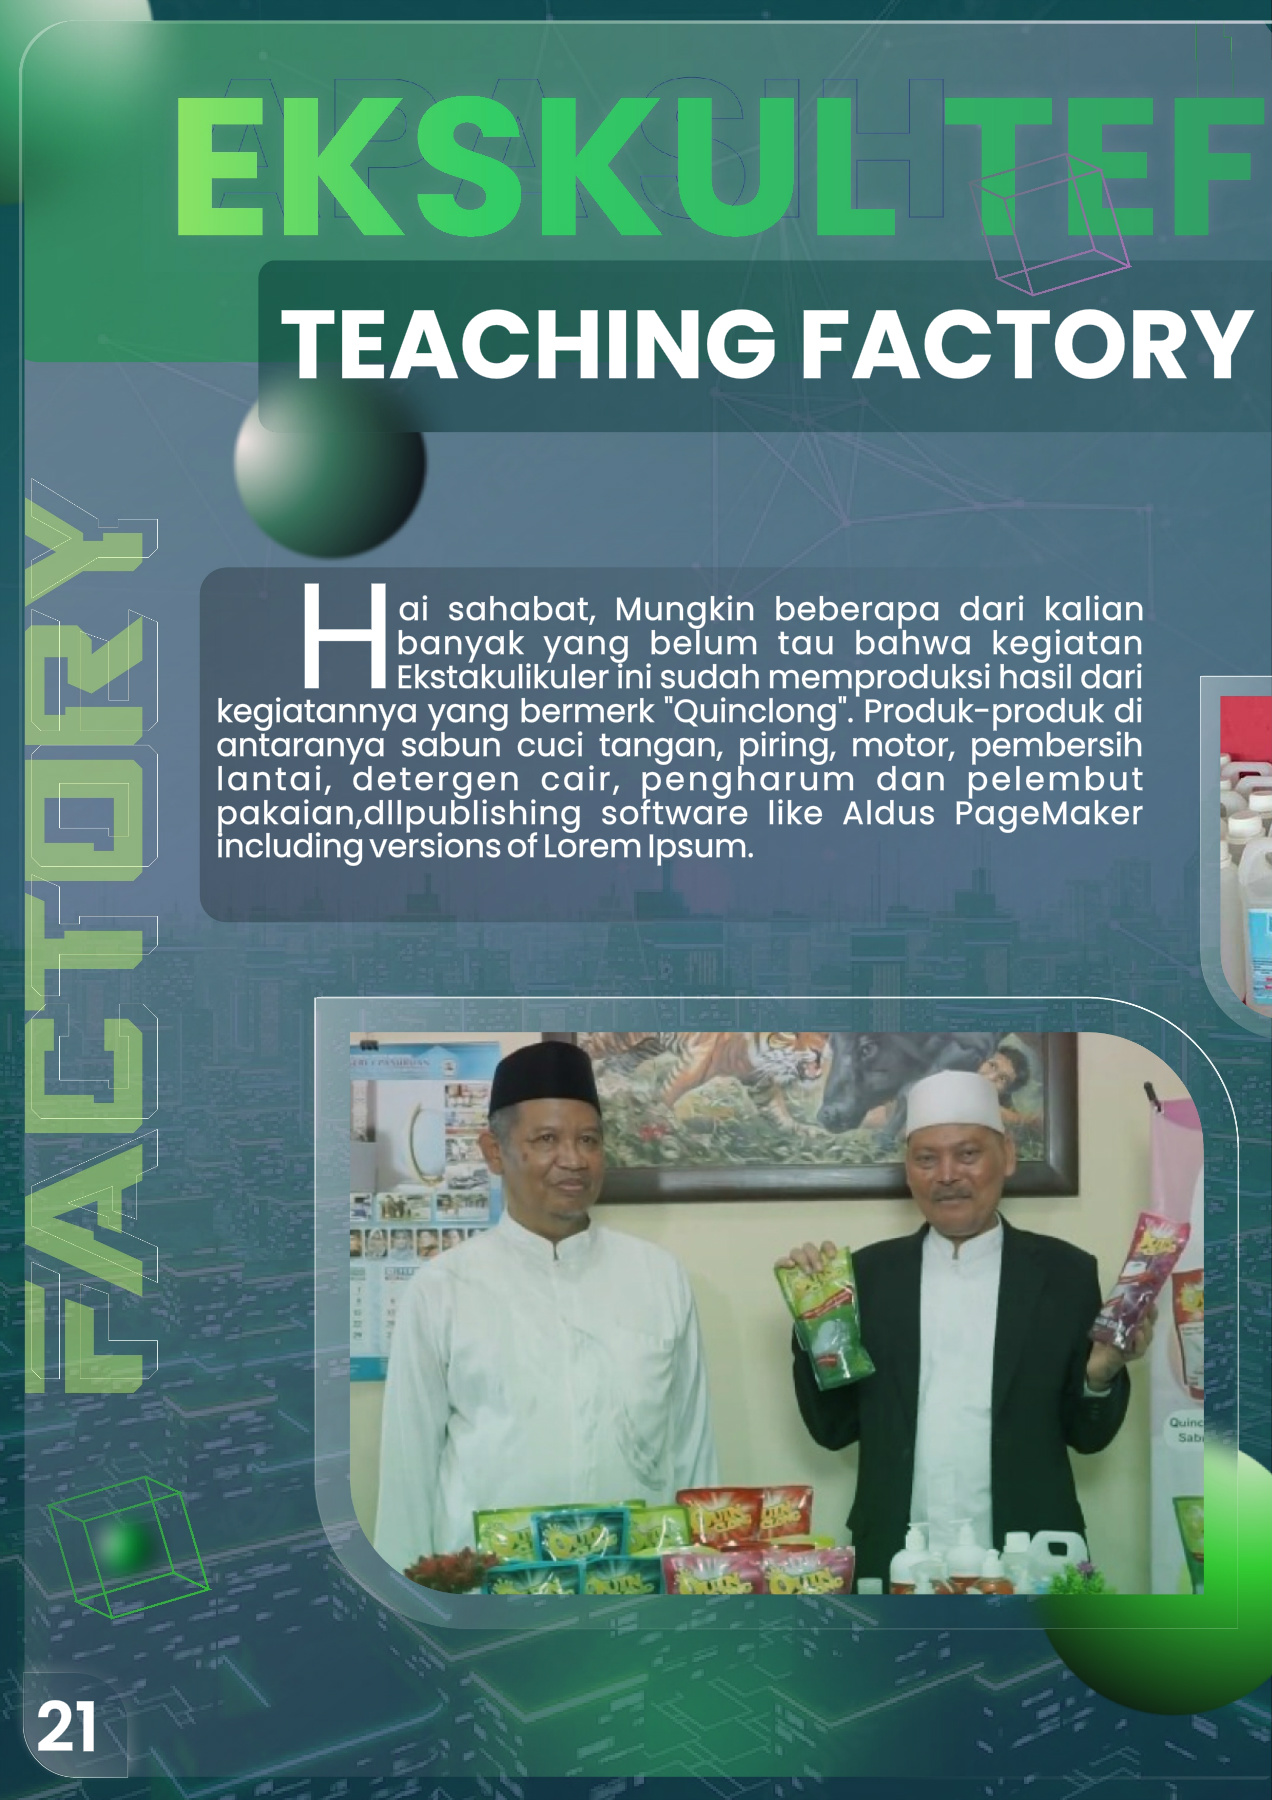 APA SIH
EKSKUL TEF
TEACHING FACTORY
FACTORY
Hai sahabat, Mungkin beberapa dari kalian
banyak yang belum tau bahwa kegiatan
Ekstakulikuler ini sudah memproduksi hasil dari
kegiatannya yang bermerk "Quinclong". Produk-produk di
antaranya sabun cuci tangan, piring, motor, pembersih
lantai, detergen cair, pengharum dan pelembut
pakaian,dllpublishing software like Aldus PageMaker
including versions of Lorem Ipsum.
21